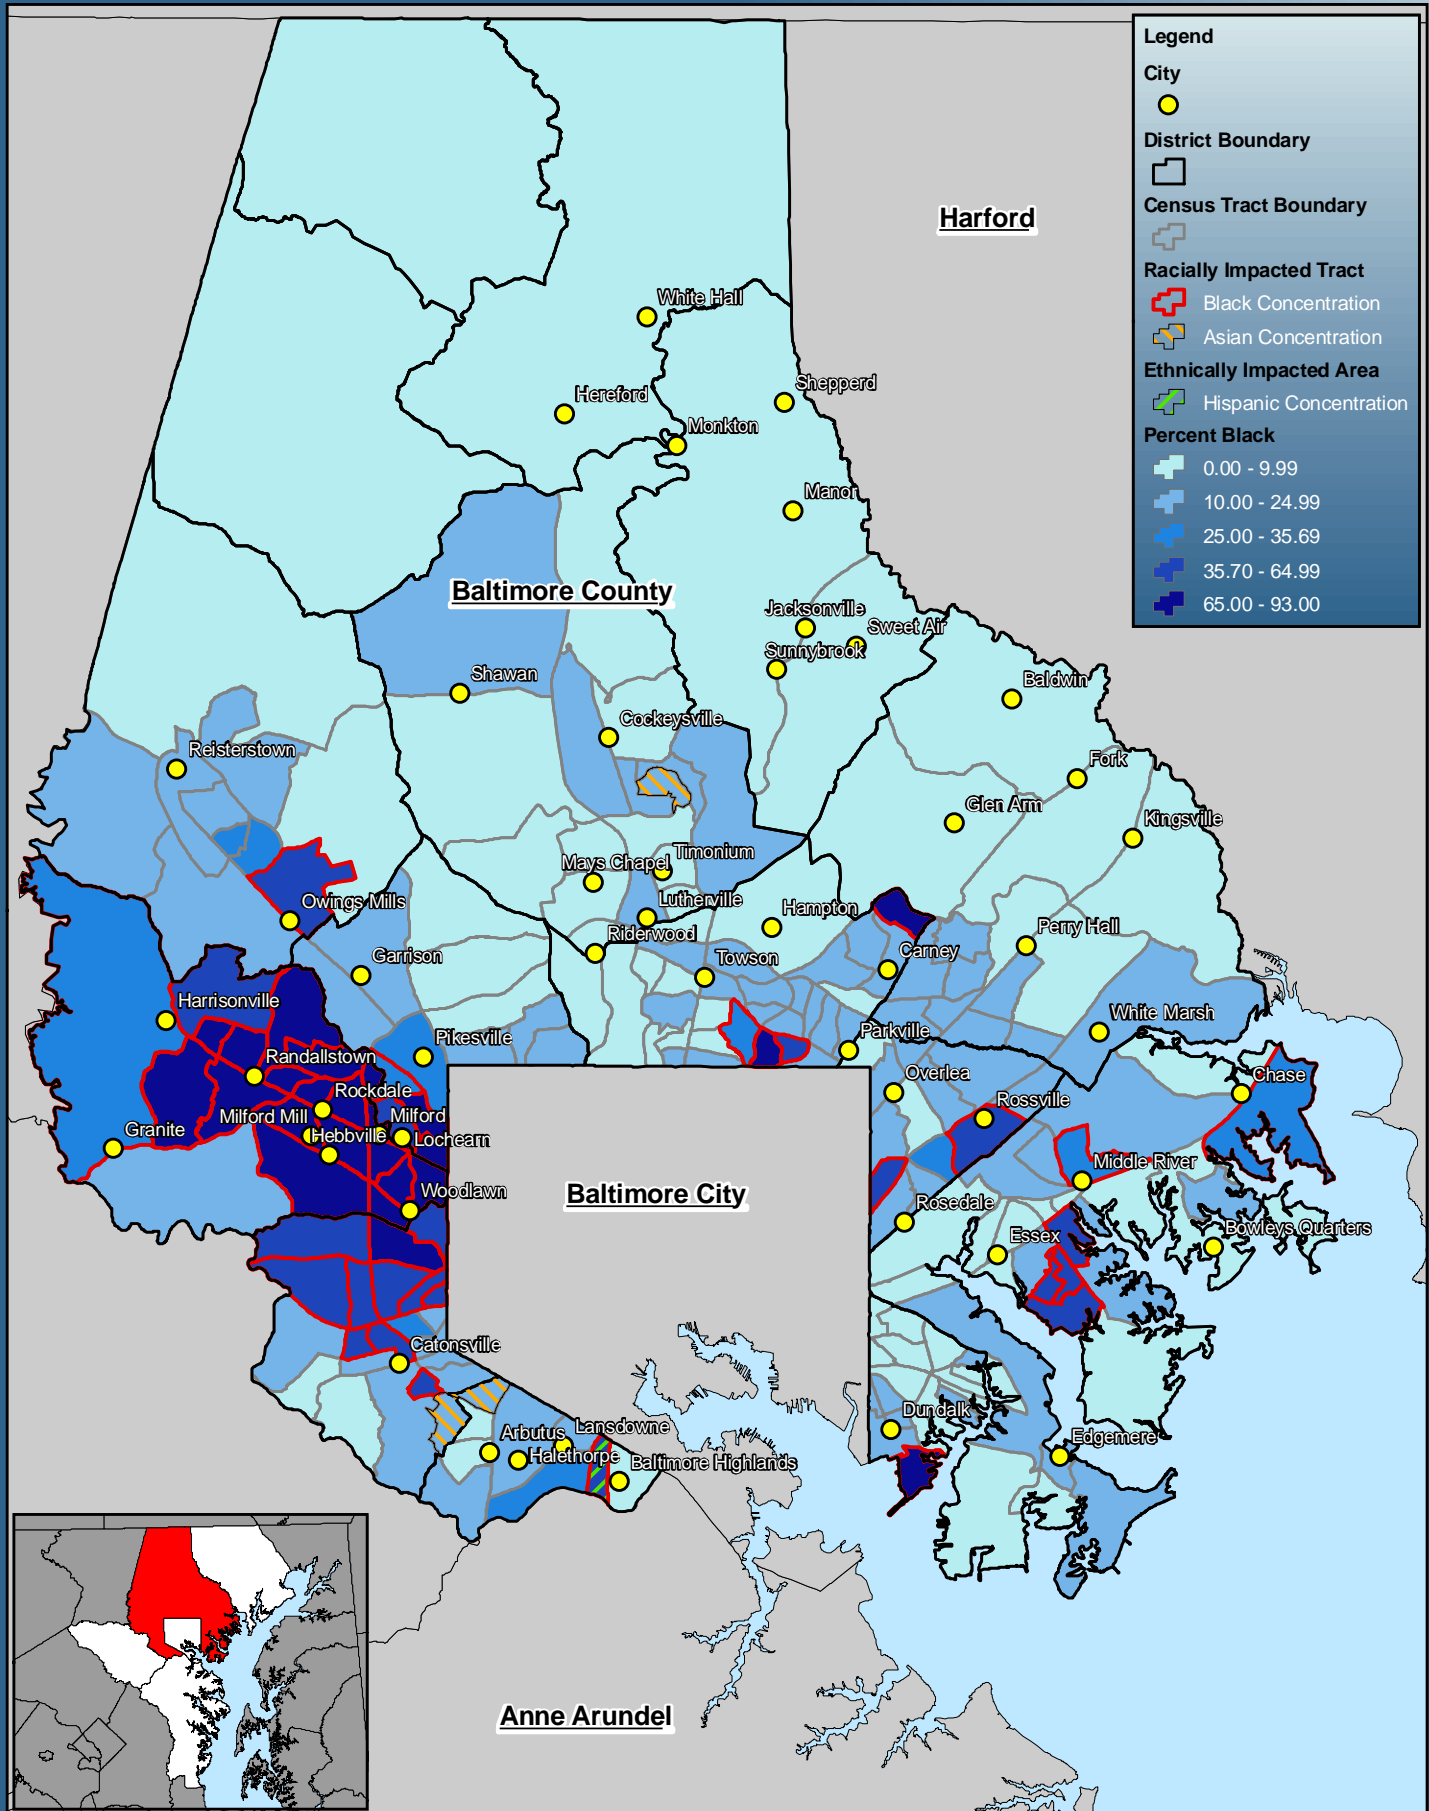 Legend
City
District Boundary
Census Tract Boundary
Racially Impacted Tract
Black Concentration
Asian Concentration
Ethnically Impacted Area
Hispanic Concentration
Percent Black
0.00 - 9.99
10.00 - 24.99
25.00 - 35.69
35.70 - 64.99
65.00 - 93.00
Harford
White Hall
Shepperd
Hereford
Monkton
Manor
Baltimore County
Jacksonville
Sweet Air
Sunnybrook
Shawan
Baldwin
Cockeysville
Reisterstown
Fork
Glen Arm
Kingsville
Timonium
Mays Chapel
Owings Mills
Lutherville
Hampton
Riderwood
Perry Hall
Carney
Garrison
Towson
Harrisonville
White Marsh
Parkville
Pikesville
Randallstown
Overlea
Chase
Rockdale
Rossville
Milford Mill
Milford
Granite
Hebbville
Lochearn
Middle River
Woodlawn
Baltimore City
Rosedale
Bowleys Quarters
Essex
Catonsville
Dundalk
Lansdowne
Arbutus
Edgemere
Halethorpe
Baltimore Highlands
Anne Arundel